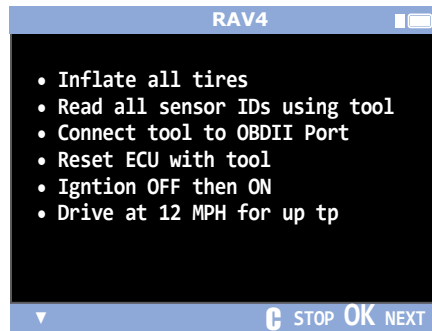 RAV4
• Inflate all tires
• Read all sensor IDs using tool
• Connect tool to OBDII Port
• Reset ECU with tool
• Igntion OFF then ON
• Drive at 12 MPH for up tp
C STOP OK NEXT